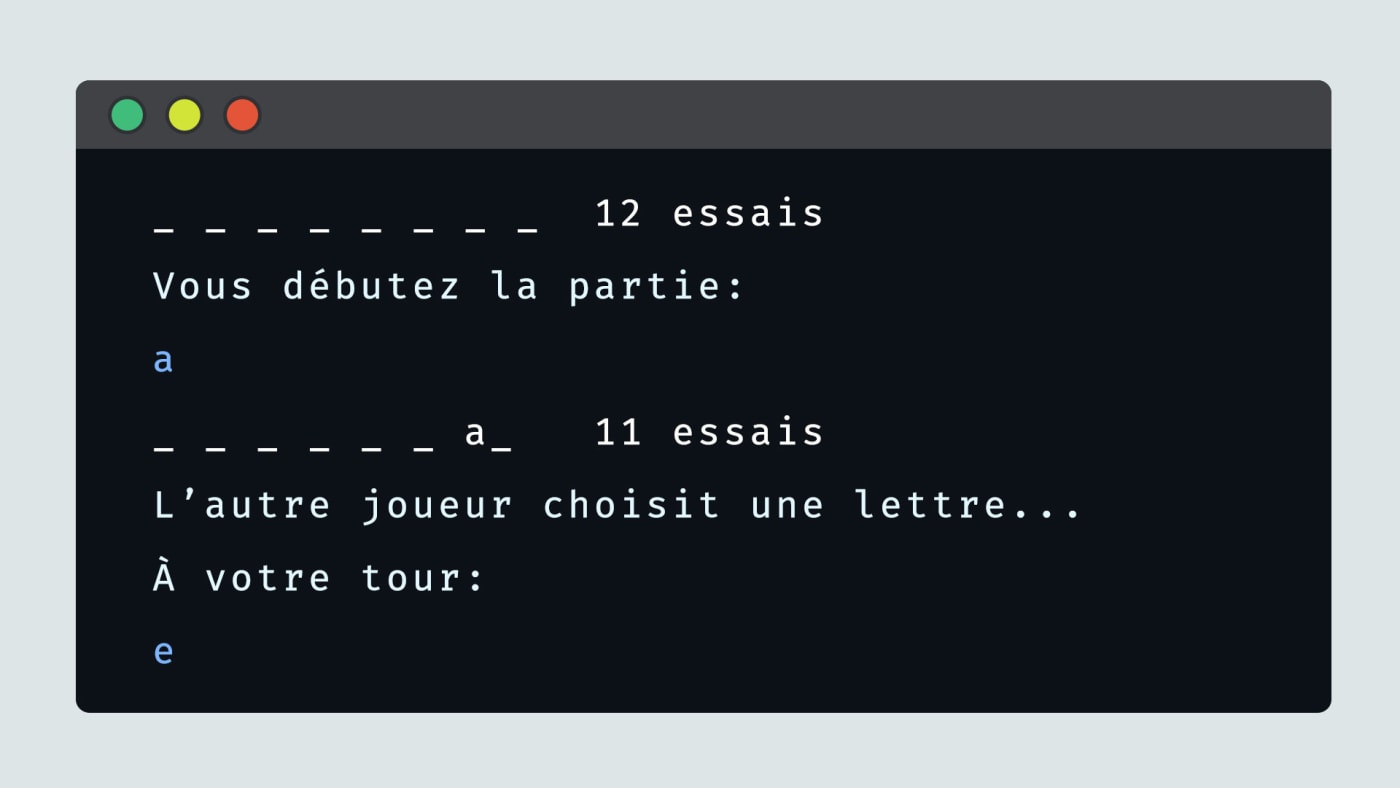 _ _ _ _ _ _ _ _  12 essais
Vous débutez la partie:
a
_ _ _ _ _ _ a_   11 essais
L’autre joueur choisit une lettre...
À votre tour:
e